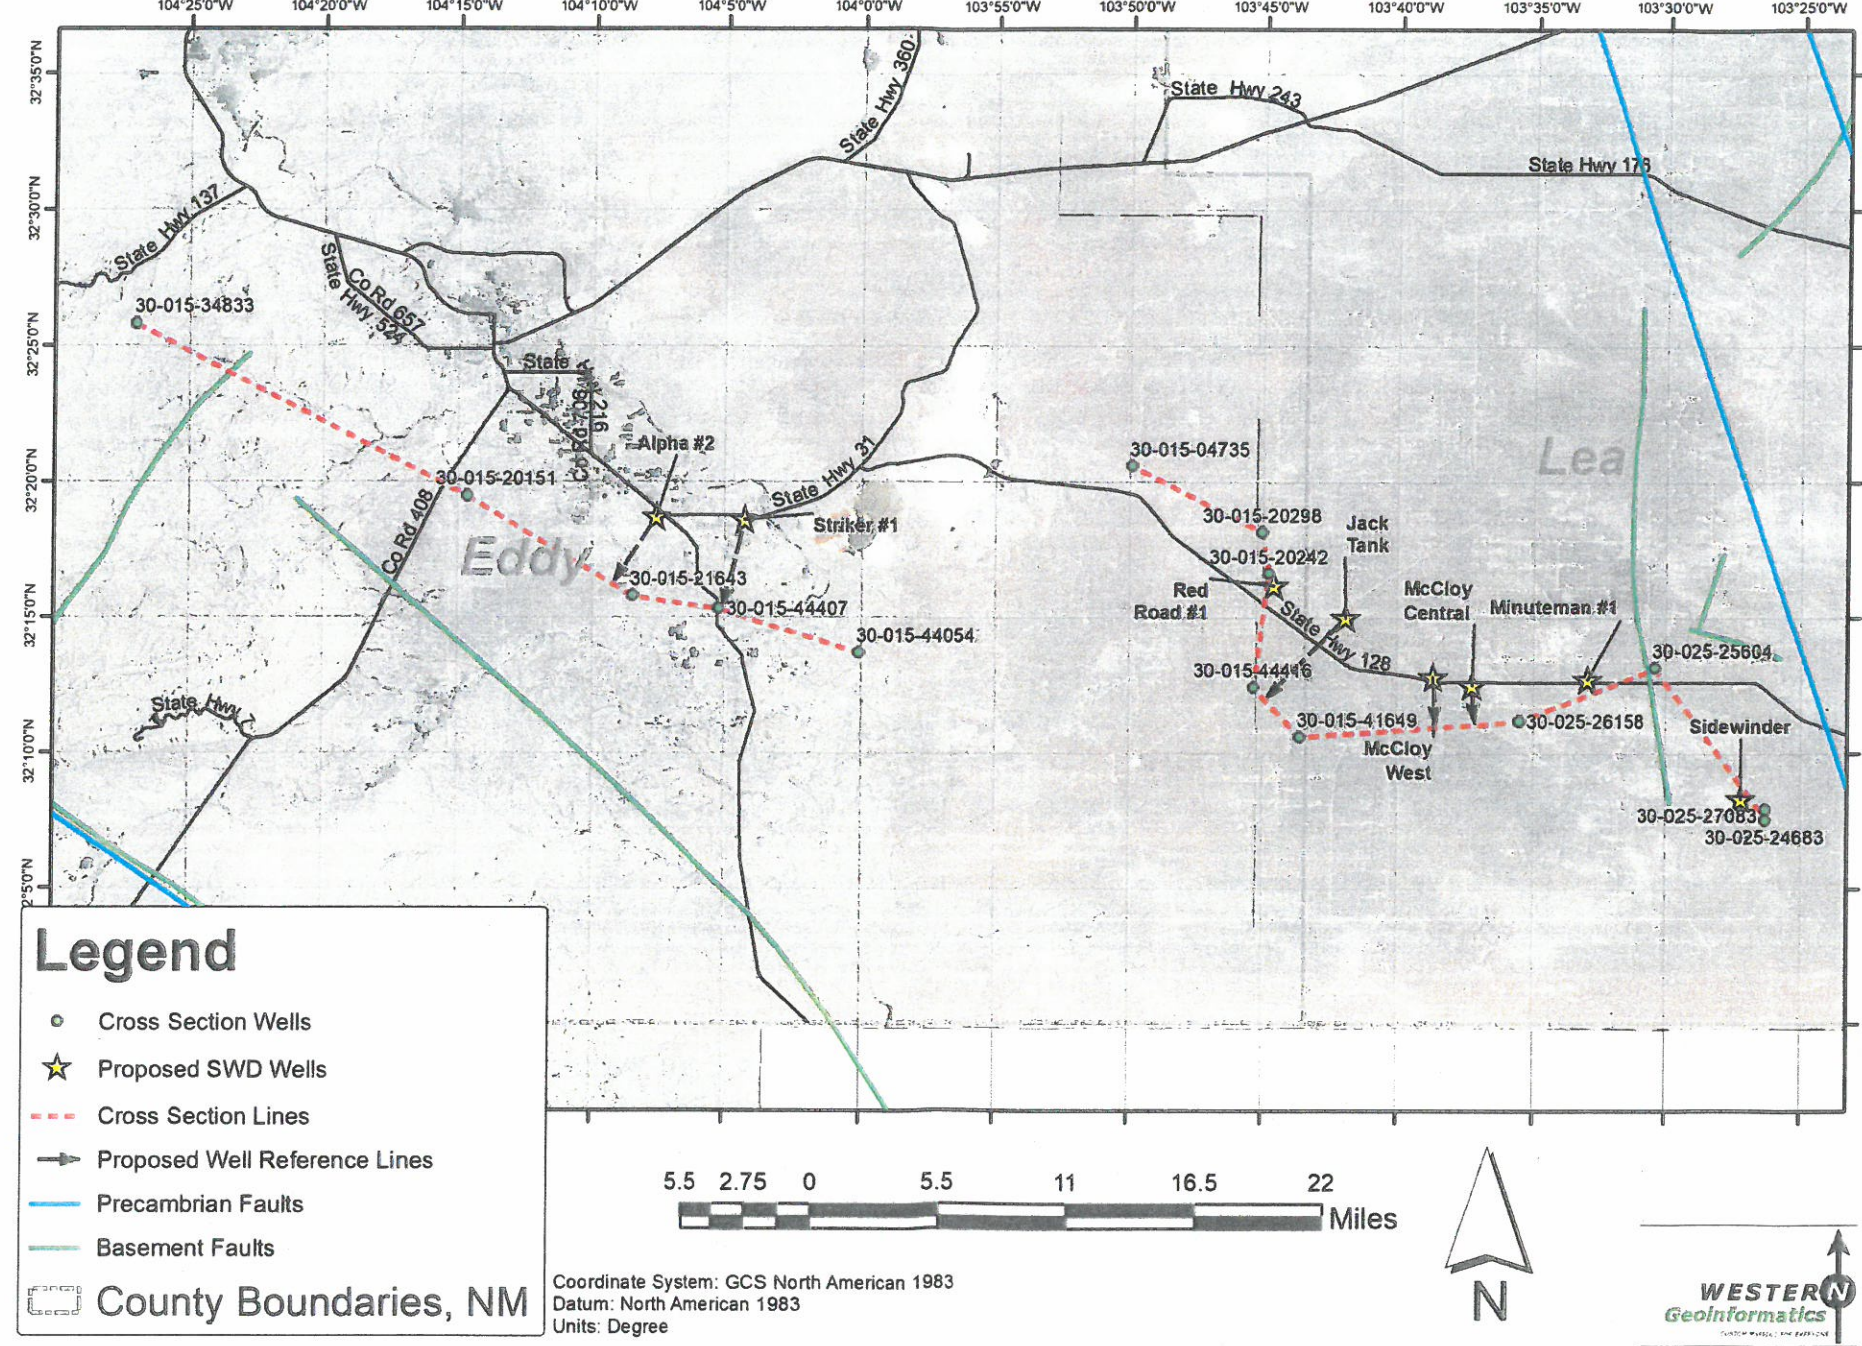 104°25'0"W 104°20'0"W 104°15'0"W 104°10'0"W 104°5'0"W 104°0'0"W 103°55'0"W 103°50'0"W 103°45'0"W 103°40'0"W 103°35'0"W 103°30'0"W 103°25'0"W
32°35'0"N
32°30'0"N
32°25'0"N
32°20'0"N
32°15'0"N
32°10'0"N
2°5'0"N
State Hwy 360
State Hwy 243
State Hwy 176
State Hwy 137
State Hwy 524
Co Rd 657
30-015-34833
State
Hwy 216
Co Rd 709
Alpha #2
State Hwy 31
30-015-04735
Lea
30-015-20151
Co Rd 408
Striker #1
30-015-20298
Jack
Tank
Eddy
30-015-20242
30-015-21643
Red
Road #1
McCloy
Central
Minuteman #1
30-015-44407
State Hwy 128
30-015-44054
30-025-25604
30-015-44416
State Hwy 7
30-015-41649
30-025-26158
Sidewinder
McCloy
West
30-025-27083
30-025-24683
Legend
Cross Section Wells
Proposed SWD Wells
Cross Section Lines
Proposed Well Reference Lines
Precambrian Faults
Basement Faults
County Boundaries, NM
5.5 2.75 0 5.5 11 16.5 22
Miles
Coordinate System: GCS North American 1983
Datum: North American 1983
Units: Degree
N
WESTERN
Geoinformatics